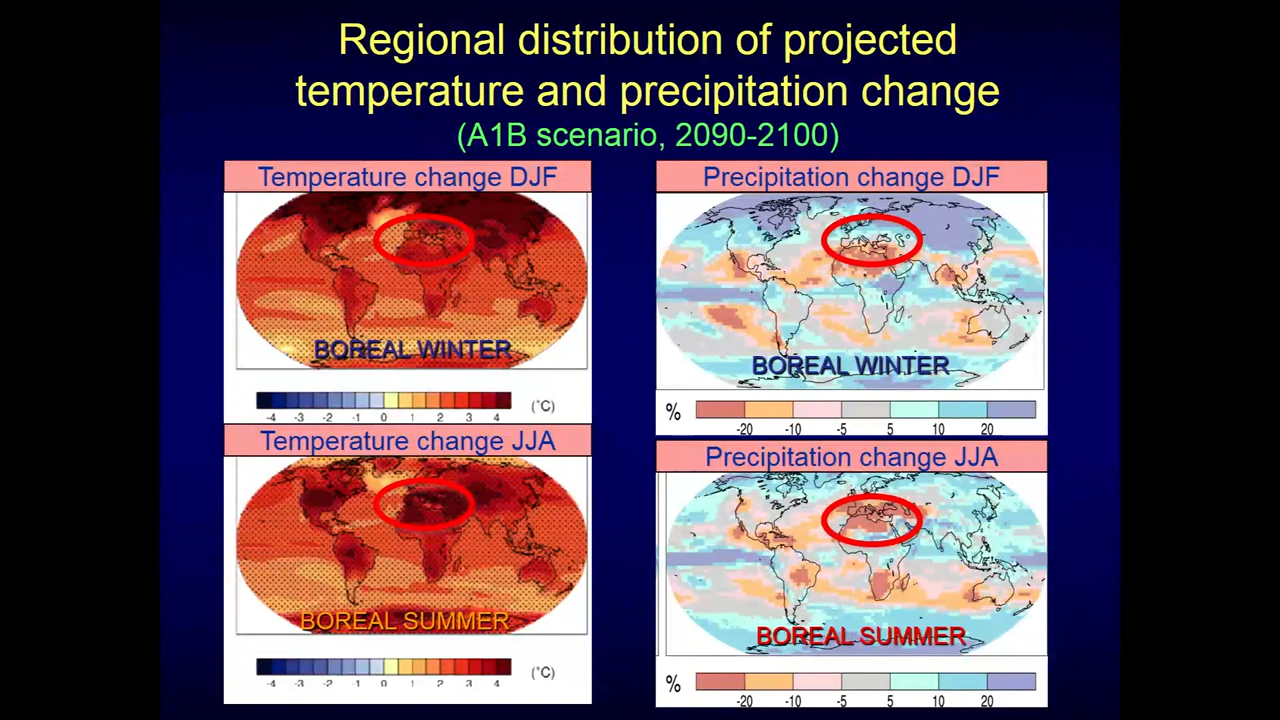 Regional distribution of projected
temperature and precipitation change
(A1B scenario, 2090-2100)
Temperature change DJF
BOREAL WINTER
-4 -3 -2 -1 0 1 2 3 4 (°C)
Precipitation change DJF
BOREAL WINTER
% -20 -10 -5 5 10 20
Temperature change JJA
BOREAL SUMMER
-4 -3 -2 -1 0 1 2 3 4 (°C)
Precipitation change JJA
BOREAL SUMMER
% -20 -10 -5 5 10 20